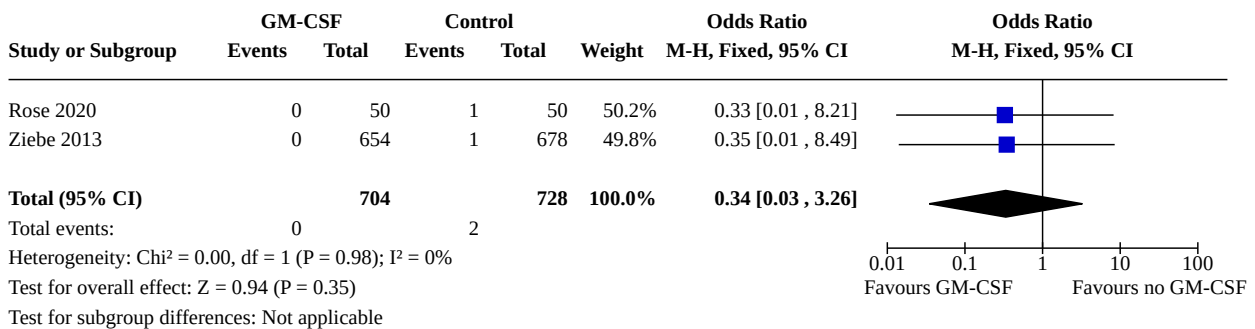 GM-CSF Control Odds Ratio Odds Ratio
Study or Subgroup Events Total Events Total Weight M-H, Fixed, 95% CI M-H, Fixed, 95% CI
Rose 2020 0 50 1 50 50.2% 0.33 [0.01 , 8.21]
Ziebe 2013 0 654 1 678 49.8% 0.35 [0.01 , 8.49]
Total (95% CI) 704 728 100.0% 0.34 [0.03 , 3.26]
Total events: 0 2
Heterogeneity: Chi² = 0.00, df = 1 (P = 0.98); I² = 0%
0.01 0.1 1 10 100
Test for overall effect: Z = 0.94 (P = 0.35)
Favours GM-CSF Favours no GM-CSF
Test for subgroup differences: Not applicable